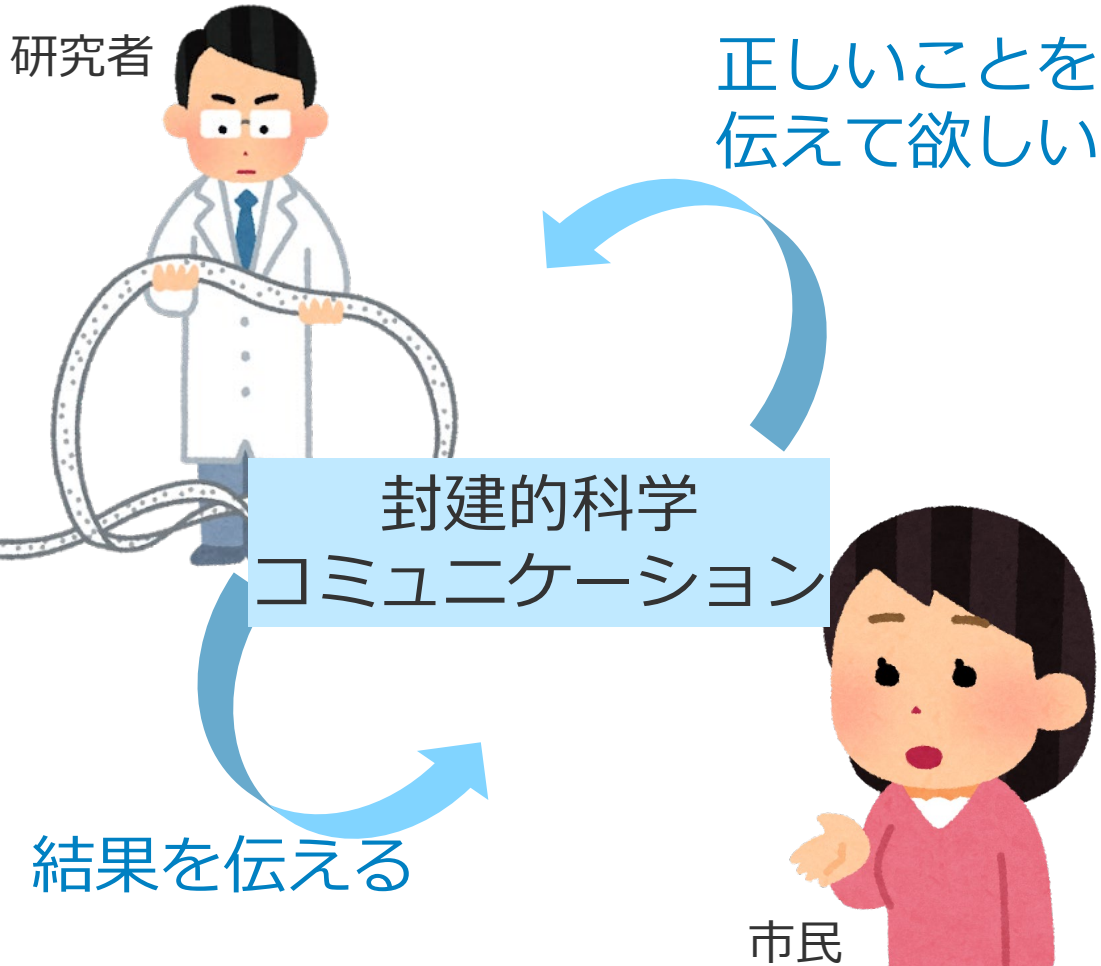 研究者
正しいことを
伝えて欲しい
封建的科学
コミュニケーション
結果を伝える
市民